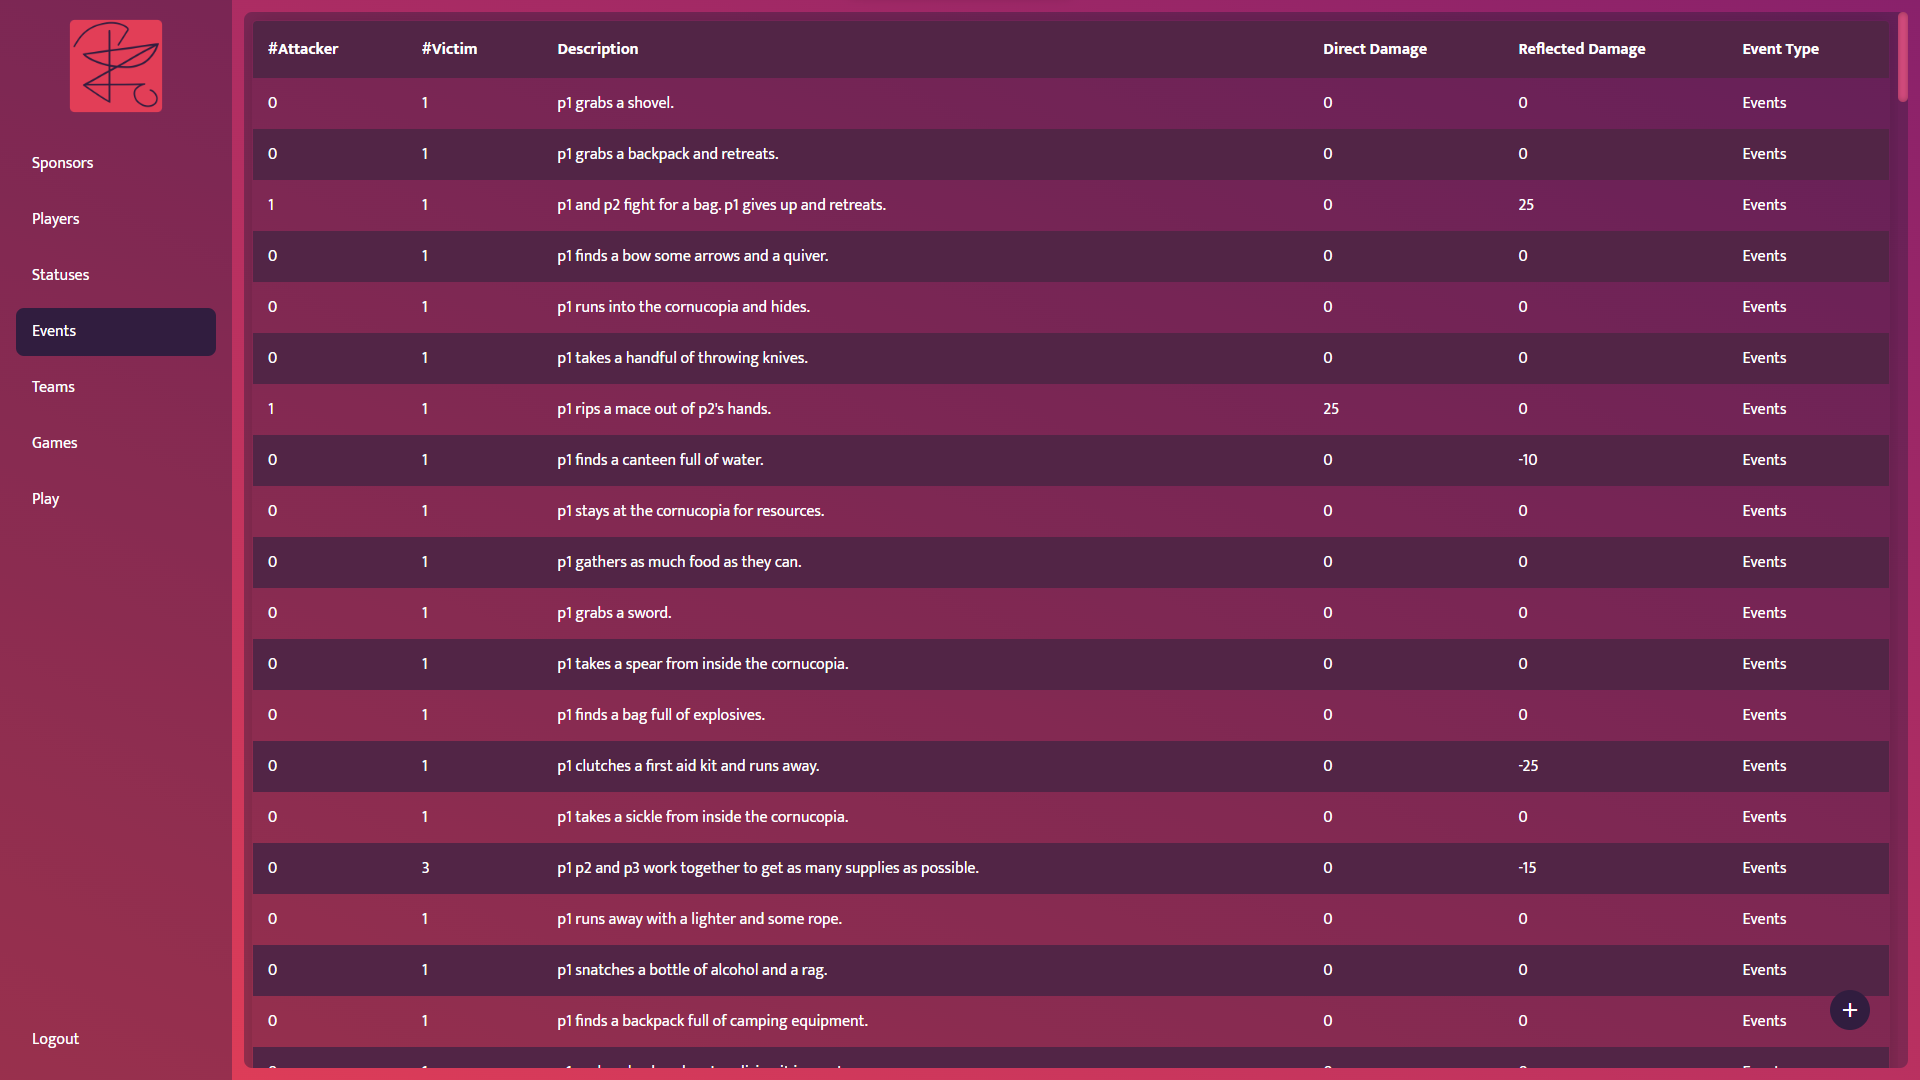 Sponsors
Players
Statuses
Events
Teams
Games
Play
Logout
#Attacker #Victim Description Direct Damage Reflected Damage Event Type
0 1 p1 grabs a shovel. 0 0 Events
0 1 p1 grabs a backpack and retreats. 0 0 Events
1 1 p1 and p2 fight for a bag. p1 gives up and retreats. 0 25 Events
0 1 p1 finds a bow some arrows and a quiver. 0 0 Events
0 1 p1 runs into the cornucopia and hides. 0 0 Events
0 1 p1 takes a handful of throwing knives. 0 0 Events
1 1 p1 rips a mace out of p2's hands. 25 0 Events
0 1 p1 finds a canteen full of water. 0 -10 Events
0 1 p1 stays at the cornucopia for resources. 0 0 Events
0 1 p1 gathers as much food as they can. 0 0 Events
0 1 p1 grabs a sword. 0 0 Events
0 1 p1 takes a spear from inside the cornucopia. 0 0 Events
0 1 p1 finds a bag full of explosives. 0 0 Events
0 1 p1 clutches a first aid kit and runs away. 0 -25 Events
0 1 p1 takes a sickle from inside the cornucopia. 0 0 Events
0 3 p1 p2 and p3 work together to get as many supplies as possible. 0 -15 Events
0 1 p1 runs away with a lighter and some rope. 0 0 Events
0 1 p1 snatches a bottle of alcohol and a rag. 0 0 Events
0 1 p1 finds a backpack full of camping equipment. 0 0 Events
+